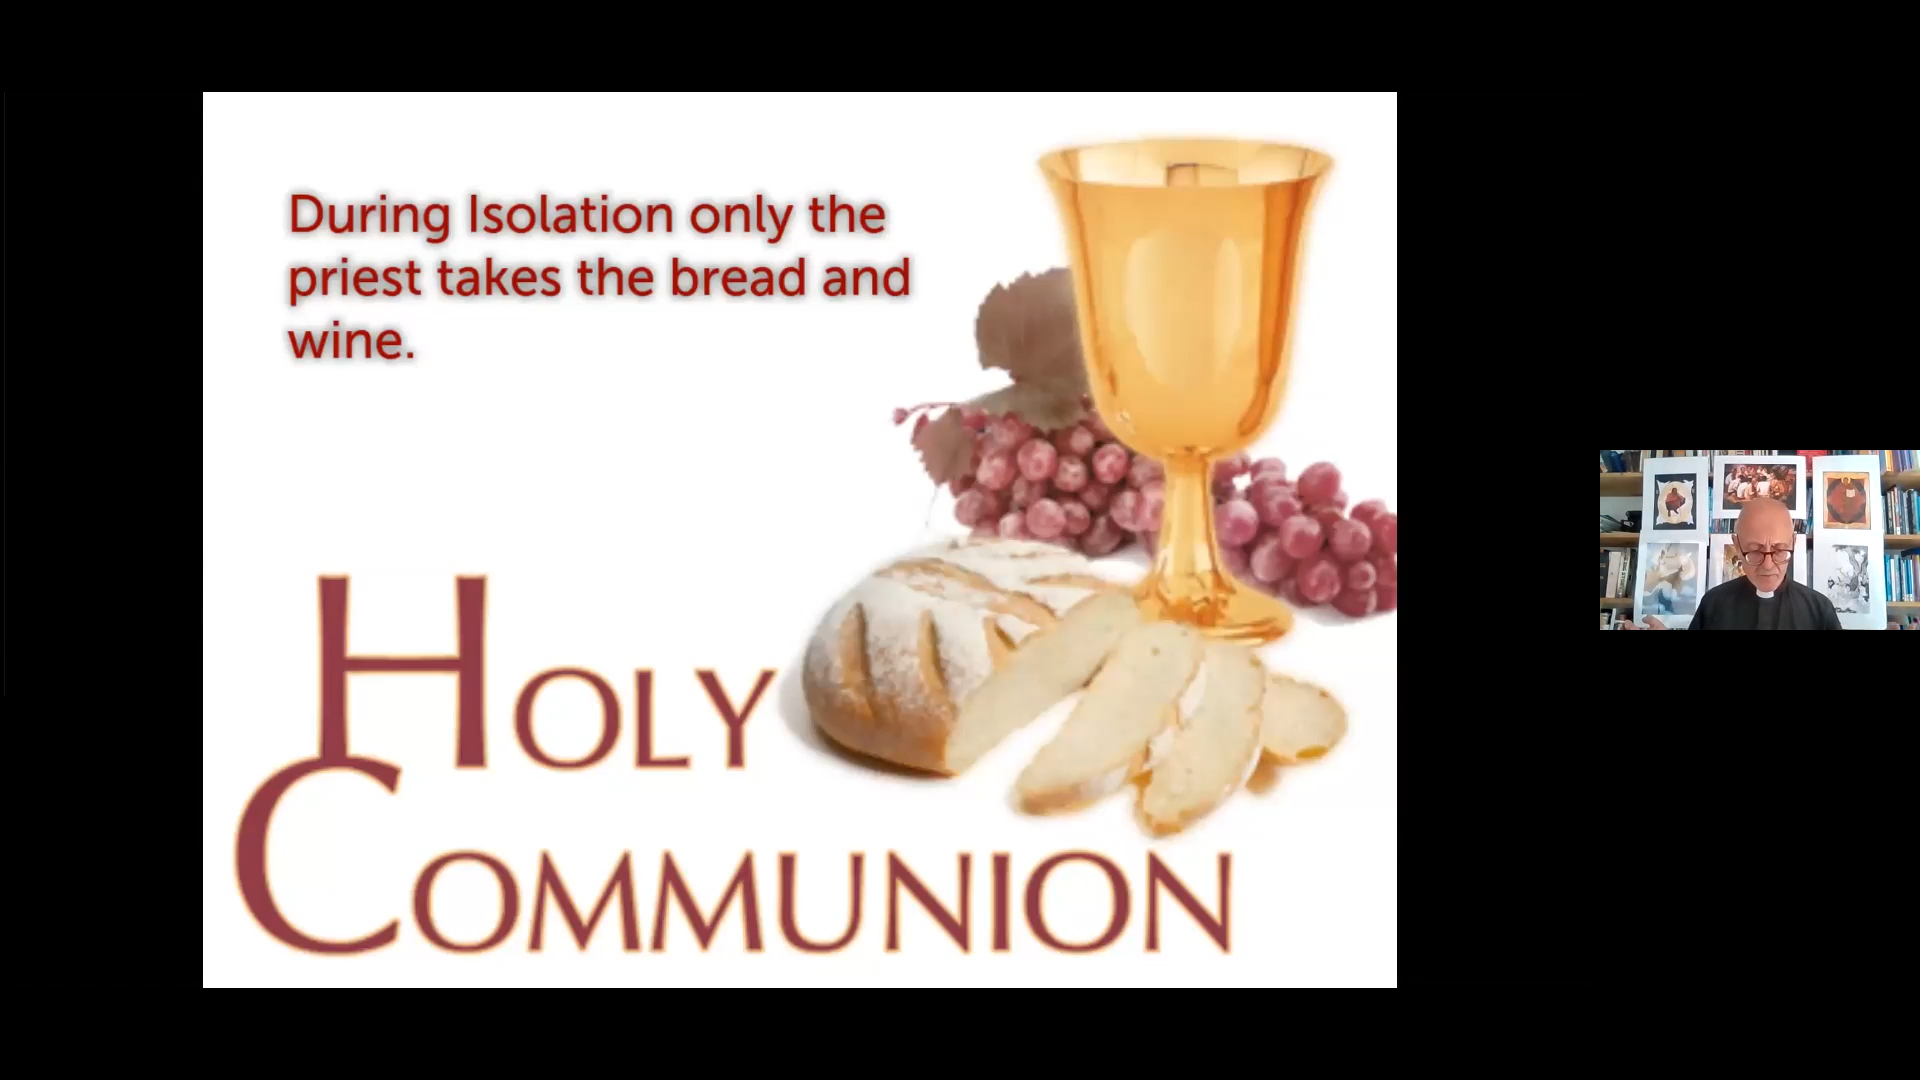 During Isolation only the
priest takes the bread and
wine.
HOLY
COMMUNION